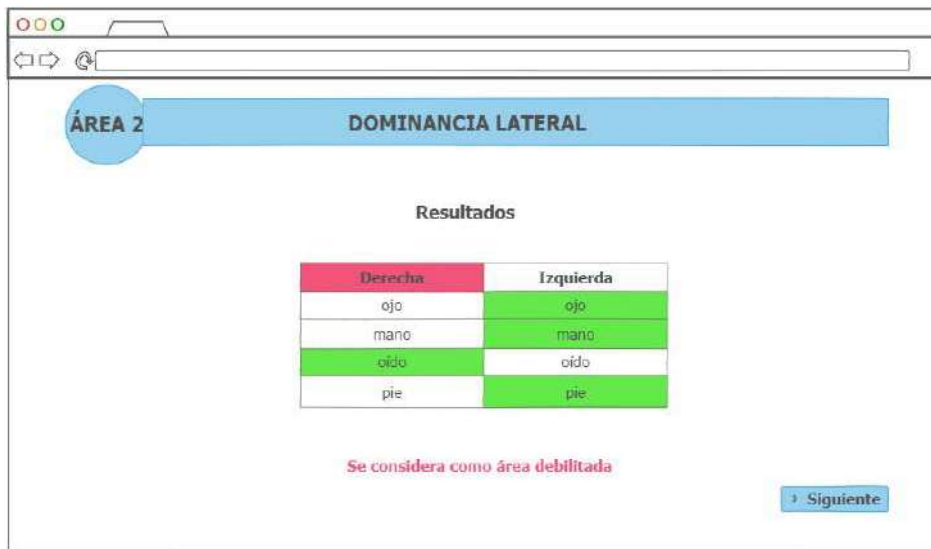 ÁREA 2 DOMINANCIA LATERAL
Resultados
Derecha Izquierda
ojo ojo
mano mano
oído oído
pie pie
Se considera como área debilitada
Siguiente